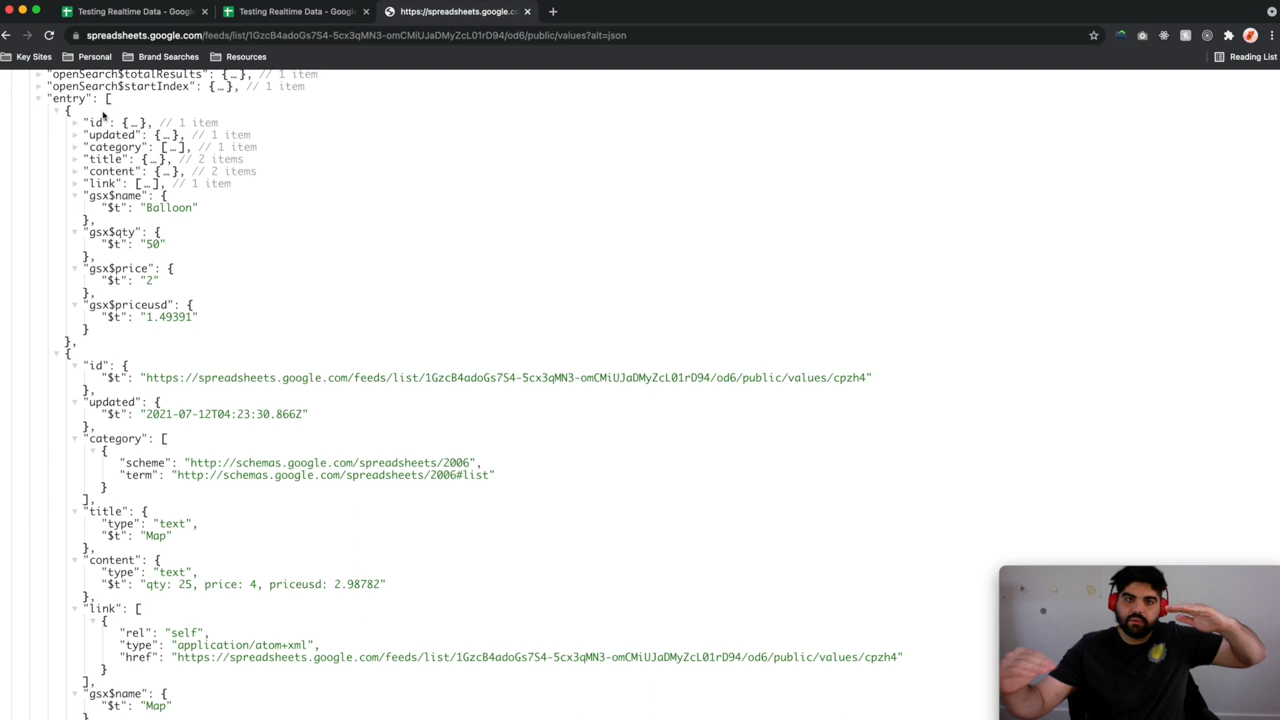 Testing Realtime Data - Google
Testing Realtime Data - Google
https://spreadsheets.google.c
spreadsheets.google.com/feeds/list/1GzcB4adoGs7S4-5cx3qMN3-omCMiUJaDMyZcL01rD94/od6/public/values?alt=json
Key Sites
Personal
Brand Searches
Resources
Reading List
"openSearch$totalResults": {…}, // 1 item
"openSearch$startIndex": {…}, // 1 item
"entry": [
{
"id": {…}, // 1 item
"updated": {…}, // 1 item
"category": […], // 1 item
"title": {…}, // 2 items
"content": {…}, // 2 items
"link": […], // 1 item
"gsx$name": {
"$t": "Balloon"
},
"gsx$qty": {
"$t": "50"
},
"gsx$price": {
"$t": "2"
},
"gsx$priceusd": {
"$t": "1.49391"
}
},
{
"id": {
"$t": "https://spreadsheets.google.com/feeds/list/1GzcB4adoGs7S4-5cx3qMN3-omCMiUJaDMyZcL01rD94/od6/public/values/cpzh4"
},
"updated": {
"$t": "2021-07-12T04:23:30.866Z"
},
"category": [
{
"scheme": "http://schemas.google.com/spreadsheets/2006",
"term": "http://schemas.google.com/spreadsheets/2006#list"
}
],
"title": {
"type": "text",
"$t": "Map"
},
"content": {
"type": "text",
"$t": "qty: 25, price: 4, priceusd: 2.98782"
},
"link": [
{
"rel": "self",
"type": "application/atom+xml",
"href": "https://spreadsheets.google.com/feeds/list/1GzcB4adoGs7S4-5cx3qMN3-omCMiUJaDMyZcL01rD94/od6/public/values/cpzh4"
}
],
"gsx$name": {
"$t": "Map"